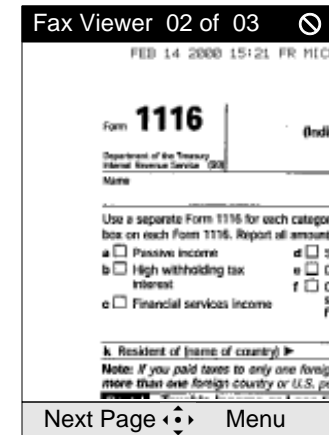 Fax Viewer 02 of 03
FEB 14 2000 15:21 FR MIC
Form 1116
(Indi
Department of the Treasury
Internal Revenue Service
Name
Use a separate Form 1116 for each categor
box on each Form 1116. Report all amount
a Passive income
d S
b High withholding tax
interest
e
f
c Financial services income
k Resident of (name of country)
Note: If you paid taxes to only one foreig
more than one foreign country or U.S. p
Next Page Menu